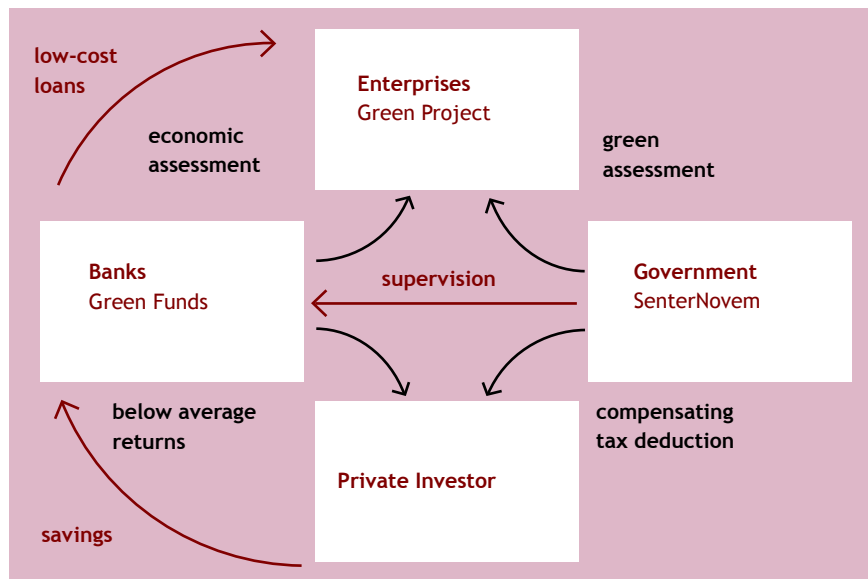 low-cost
loans
Enterprises
Green Project
economic
assessment
green
assessment
Banks
Green Funds
supervision
Government
SenterNovem
below average
returns
compensating
tax deduction
Private Investor
savings